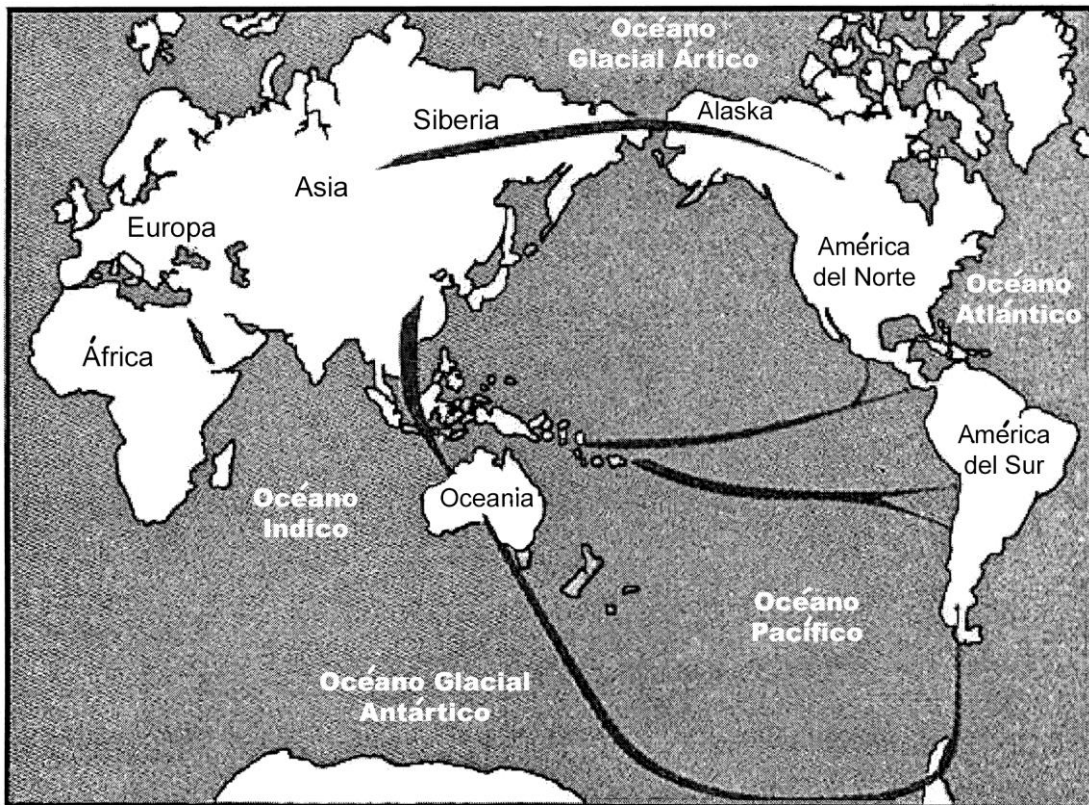 Océano
Glacial Ártico
Siberia
Alaska
Asia
Europa
América
del Norte
Océano
Atlántico
África
América
del Sur
Océano
Indico
Oceania
Océano
Pacífico
Océano Glacial
Antártico